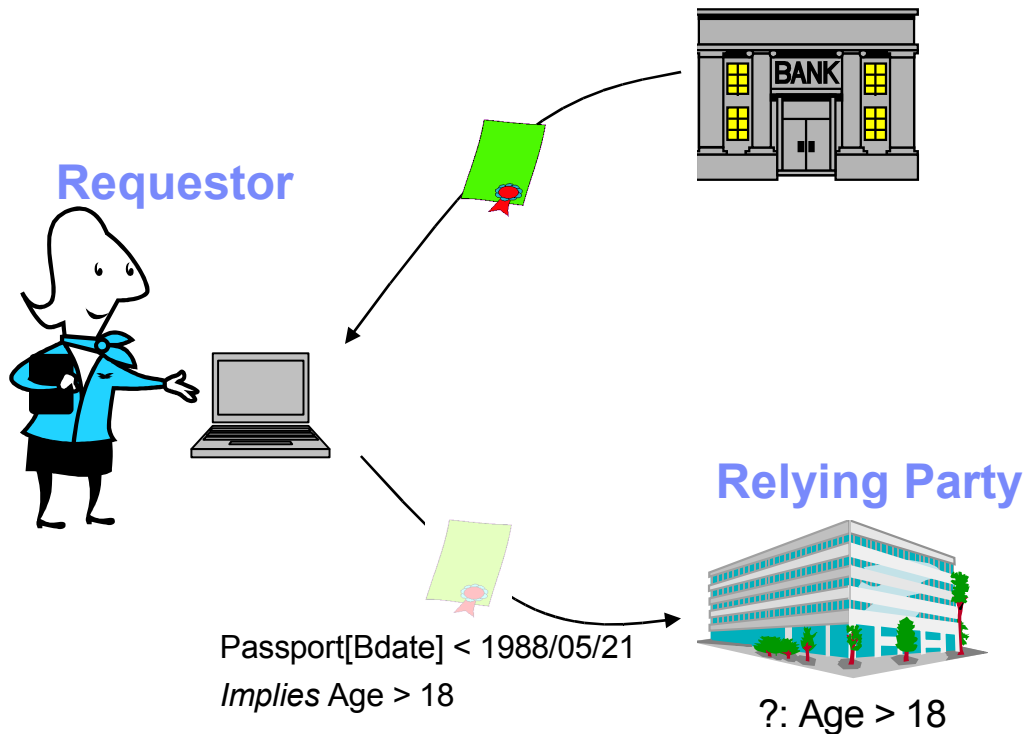 BANK
Requestor
Relying Party
Passport[Bdate] < 1988/05/21
Implies Age > 18
?: Age > 18